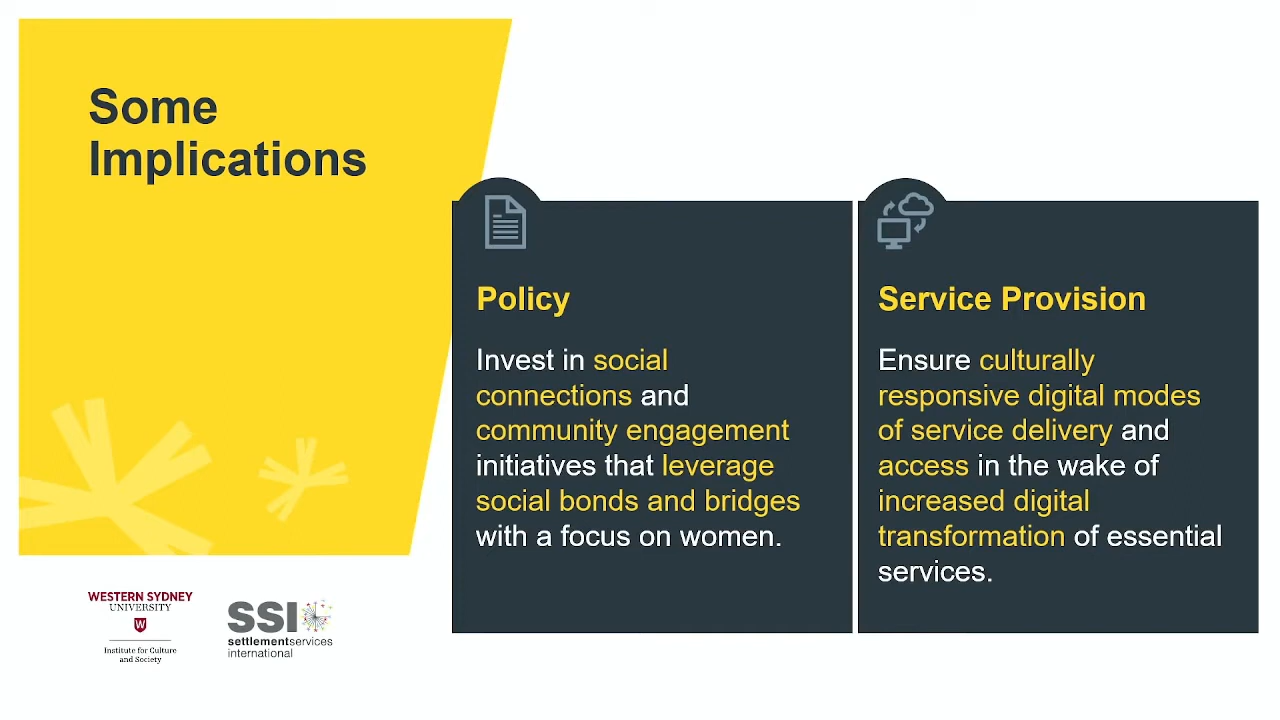 Some
Implications
Policy
Invest in social
connections and
community engagement
initiatives that leverage
social bonds and bridges
with a focus on women.
Service Provision
Ensure culturally
responsive digital modes
of service delivery and
access in the wake of
increased digital
transformation of essential
services.
WESTERN SYDNEY
UNIVERSITY
W
Institute for Culture
and Society
SSI
settlementservices
international